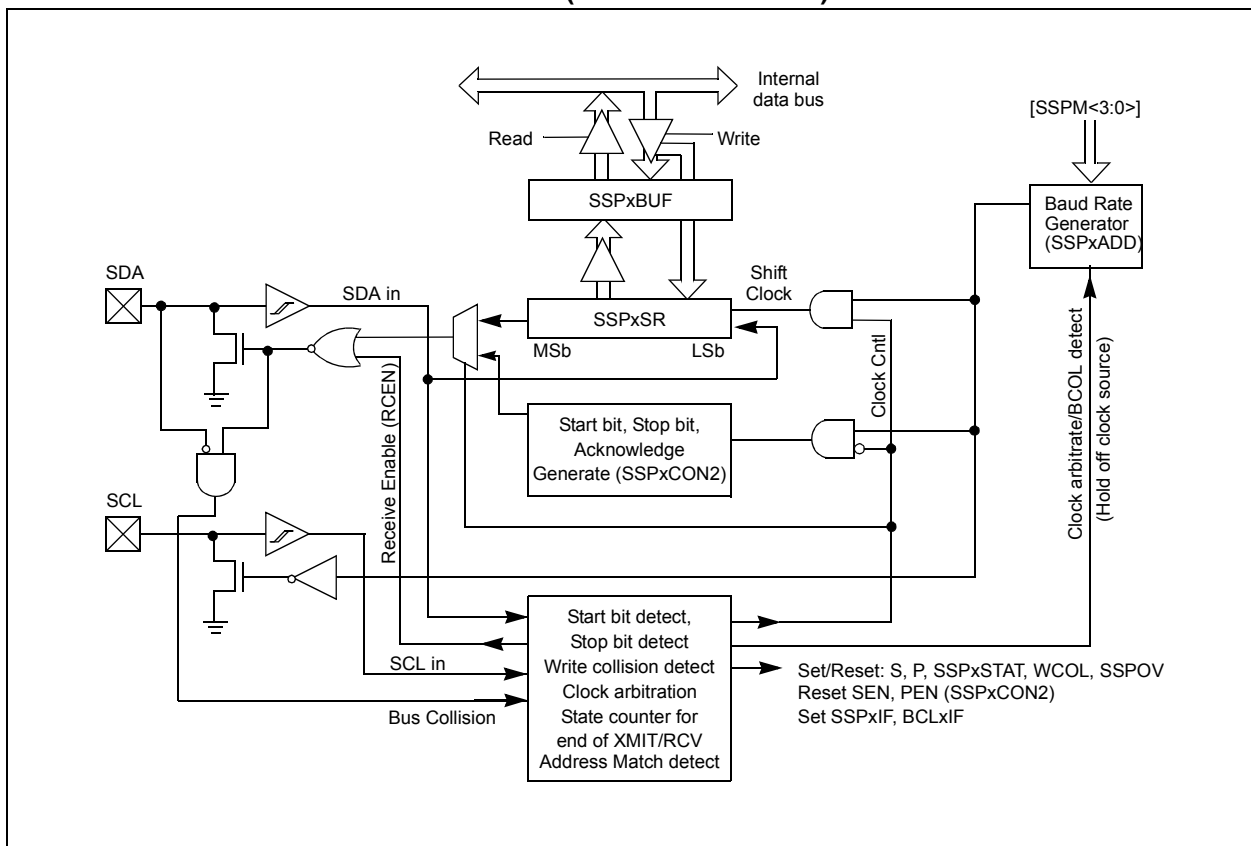 Internal
data bus
[SSPM<3:0>]
Read
Write
SSPxBUF
Baud Rate
Generator
(SSPxADD)
SDA
SDA in
Shift
Clock
SSPxSR
MSb
LSb
Clock Cntl
Receive Enable (RCEN)
Start bit, Stop bit,
Acknowledge
Generate (SSPxCON2)
Clock arbitrate/BCOL detect
(Hold off clock source)
SCL
SCL in
Bus Collision
Start bit detect,
Stop bit detect
Write collision detect
Clock arbitration
State counter for
end of XMIT/RCV
Address Match detect
Set/Reset: S, P, SSPxSTAT, WCOL, SSPOV
Reset SEN, PEN (SSPxCON2)
Set SSPxIF, BCLxIF